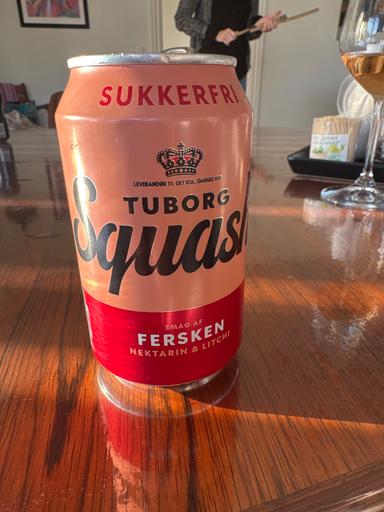 SUKKERFRI
LEVERANDØR TIL DET KGL. DANSKE HOF
TUBORG
Squash
SMAG AF
FERSKEN
NEKTARIN & LITCHI